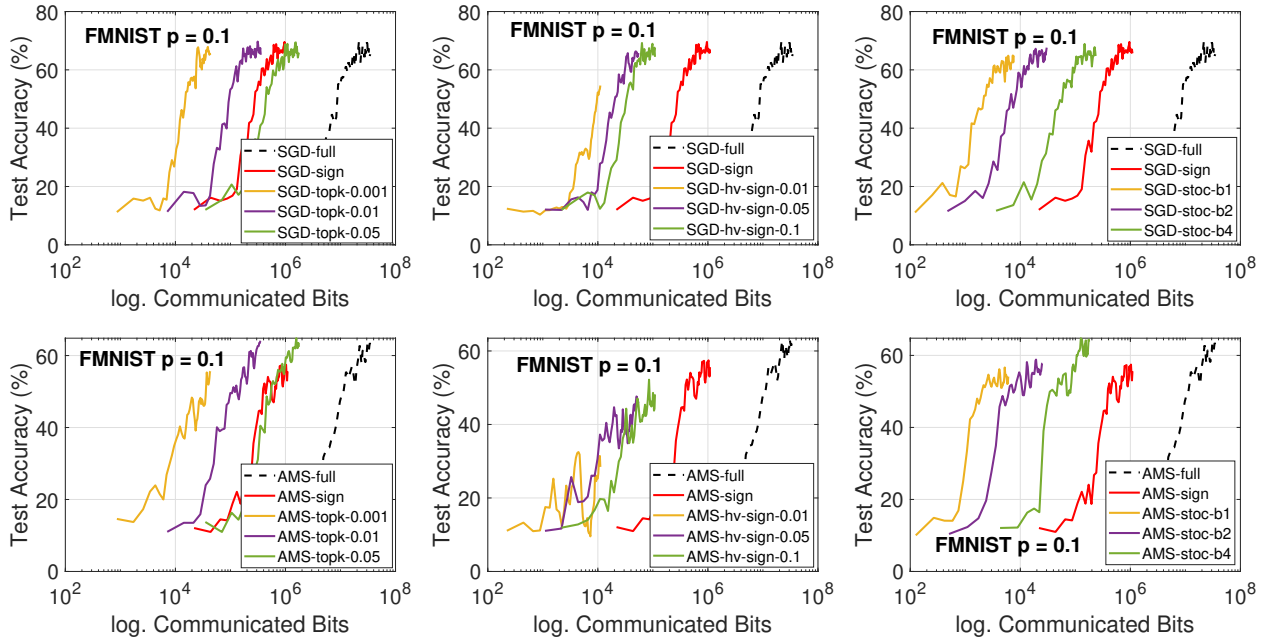 FMNIST p = 0.1
Test Accuracy (%)
80
60
40
20
0
SGD-full
SGD-sign
SGD-topk-0.001
SGD-topk-0.01
SGD-topk-0.05
10^2 10^4 10^6 10^8
log. Communicated Bits
FMNIST p = 0.1
Test Accuracy (%)
80
60
40
20
0
SGD-full
SGD-sign
SGD-hv-sign-0.01
SGD-hv-sign-0.05
SGD-hv-sign-0.1
10^2 10^4 10^6 10^8
log. Communicated Bits
FMNIST p = 0.1
Test Accuracy (%)
80
60
40
20
0
SGD-full
SGD-sign
SGD-stoc-b1
SGD-stoc-b2
SGD-stoc-b4
10^2 10^4 10^6 10^8
log. Communicated Bits
FMNIST p = 0.1
Test Accuracy (%)
60
40
20
0
AMS-full
AMS-sign
AMS-topk-0.001
AMS-topk-0.01
AMS-topk-0.05
10^2 10^4 10^6 10^8
log. Communicated Bits
FMNIST p = 0.1
Test Accuracy (%)
60
40
20
0
AMS-full
AMS-sign
AMS-hv-sign-0.01
AMS-hv-sign-0.05
AMS-hv-sign-0.1
10^2 10^4 10^6 10^8
log. Communicated Bits
Test Accuracy (%)
60
40
20
0
AMS-full
AMS-sign
AMS-stoc-b1
AMS-stoc-b2
AMS-stoc-b4
FMNIST p = 0.1
10^2 10^4 10^6 10^8
log. Communicated Bits